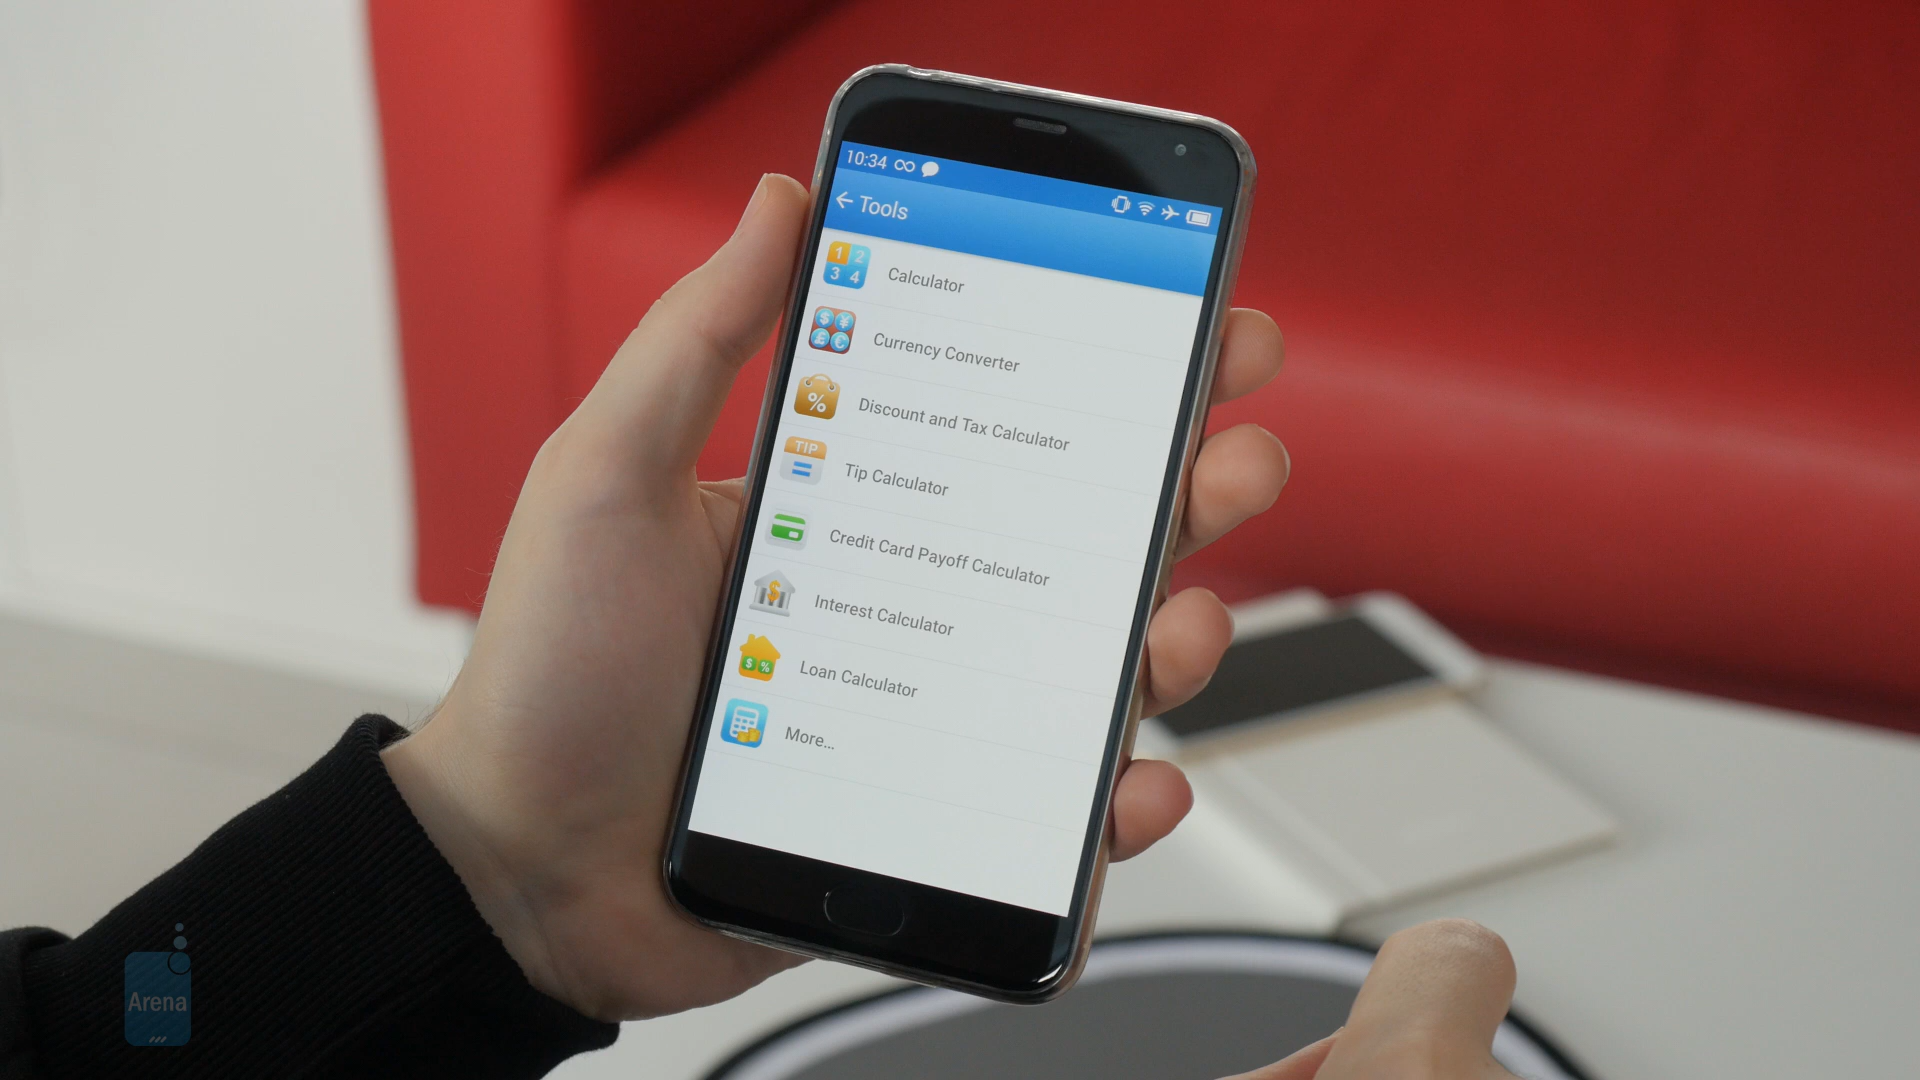 10:34
Tools
1 2
3 4
Calculator
$ ¥
£ €
Currency Converter
%
Discount and Tax Calculator
TIP
=
Tip Calculator
Credit Card Payoff Calculator
$
Interest Calculator
$ %
Loan Calculator
More...
Arena